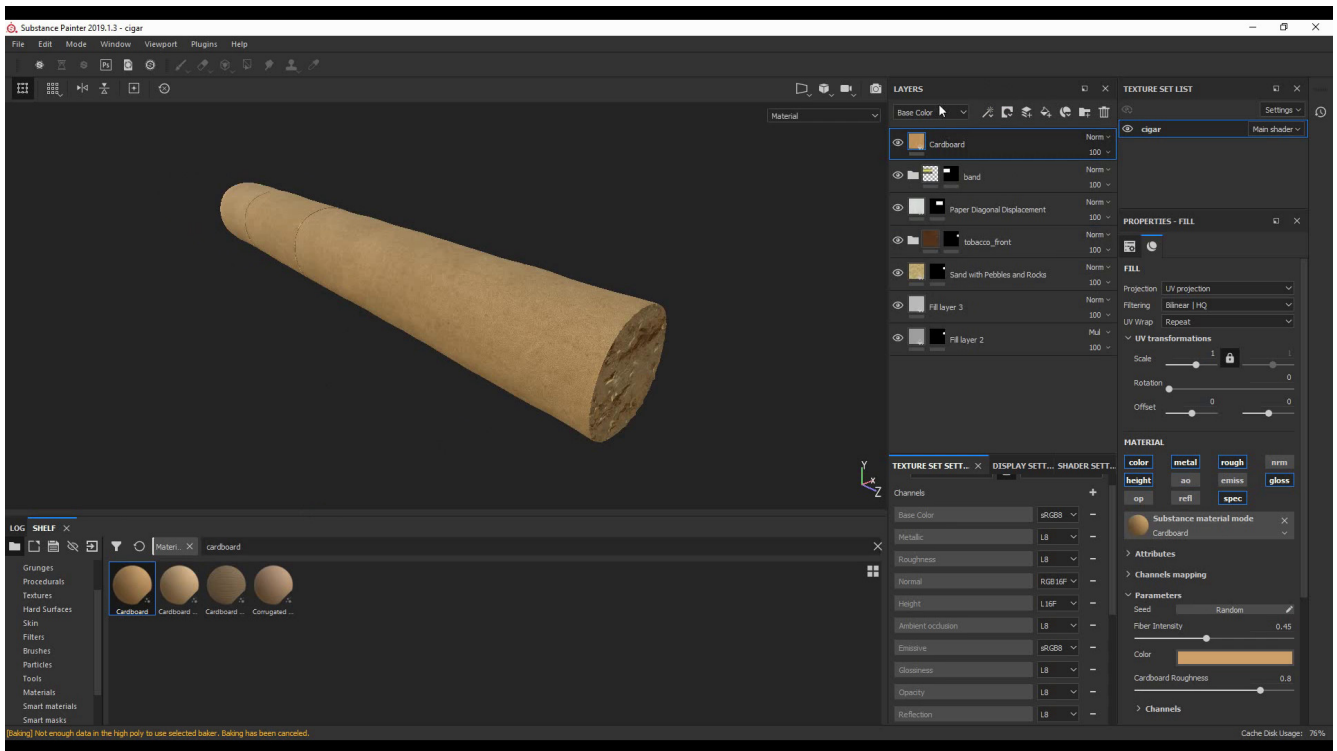 Substance Painter 2019.1.3 - cigar
File Edit Mode Window Viewport Plugins Help
Ps
Material
LAYERS
Base Color
Cardboard
Norm
100
band
Norm
100
Paper Diagonal Displacement
Norm
100
tobacco_front
Norm
100
Sand with Pebbles and Rocks
Norm
100
Fill layer 3
Norm
100
Fill layer 2
Mul
100
TEXTURE SET LIST
Settings
cigar
Main shader
PROPERTIES - FILL
FILL
Projection UV projection
Filtering Bilinear | HQ
UV Wrap Repeat
UV transformations
Scale 1 1
Rotation 0
Offset 0 0
MATERIAL
color metal rough nrm
height ao emiss gloss
op refl spec
Substance material mode
Cardboard
Attributes
Channels mapping
Parameters
Seed Random
Fiber Intensity 0.45
Color
Cardboard Roughness 0.8
Channels
TEXTURE SET SETT... DISPLAY SETT... SHADER SETT...
Channels
Base Color sRGB8
Metallic L8
Roughness L8
Normal RGB16F
Height L16F
Ambient occlusion L8
Emissive sRGB8
Glossiness L8
Opacity L8
Reflection L8
Y
X
Z
LOG SHELF
Materi... cardboard
Grunges
Procedurals
Textures
Hard Surfaces
Skin
Filters
Brushes
Particles
Tools
Materials
Smart materials
Smart masks
Cardboard Cardboard ... Cardboard ... Corrugated ...
[Baking] Not enough data in the high poly to use selected baker. Baking has been canceled.
Cache Disk Usage: 76%